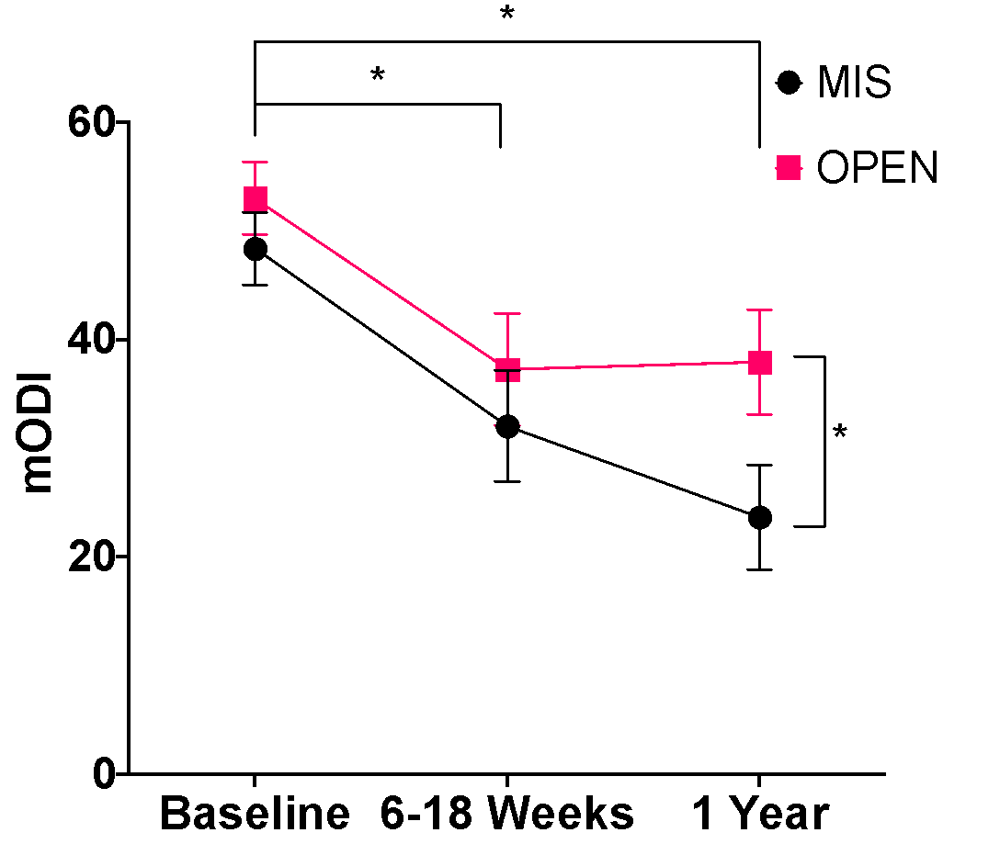 *
*
MIS
OPEN
60
40
20
0
mODI
*
Baseline 6-18 Weeks 1 Year